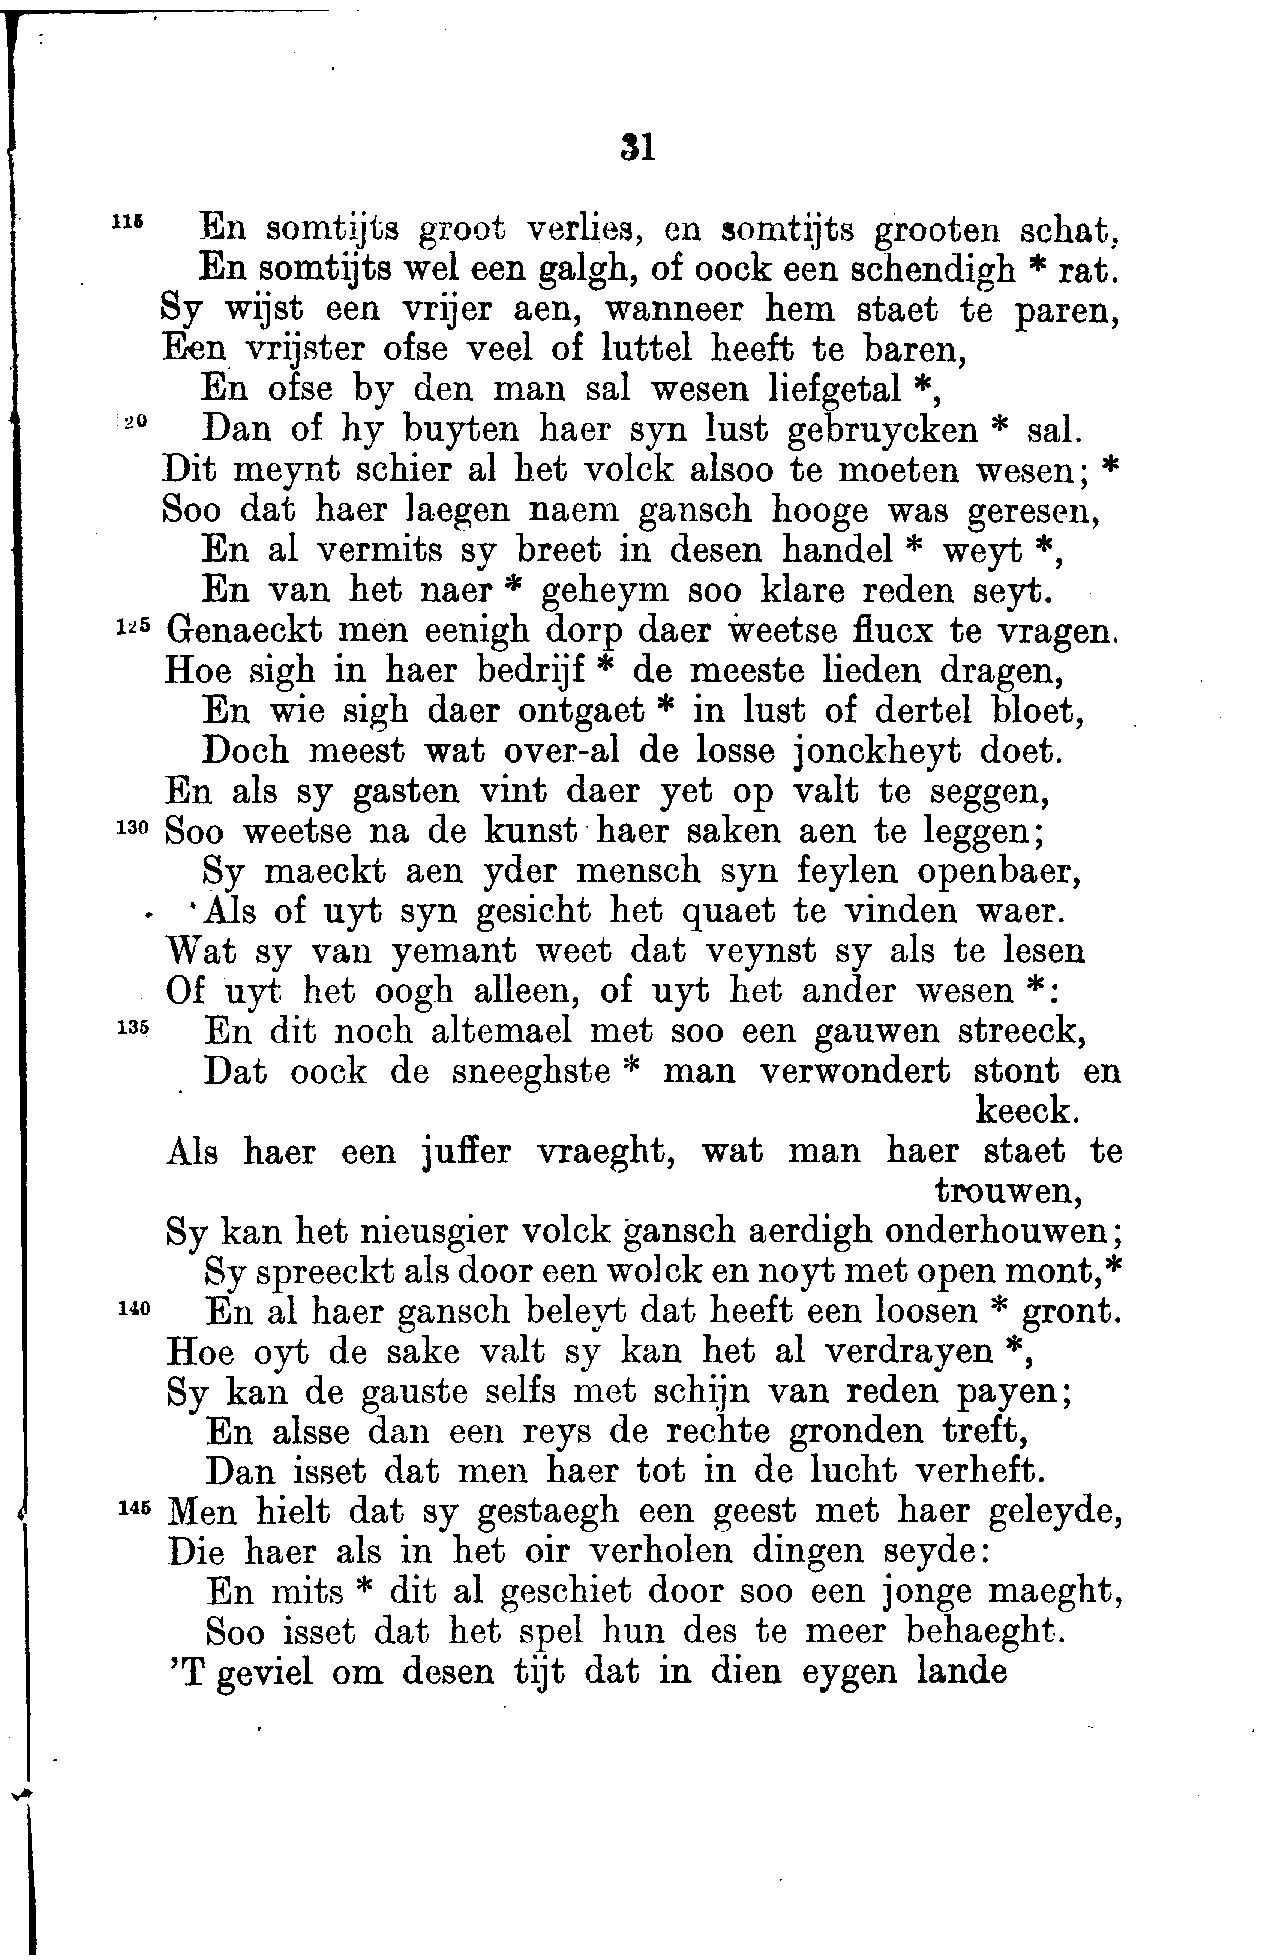 31
115 En somtijts groot verlies, en somtijts grooten schat,
En somtijts wel een galgh, of oock een schendigh * rat.
Sy wijst een vrijer aen, wanneer hem staet te paren,
Een vrijster ofse veel of luttel heeft te baren,
En ofse by den man sal wesen liefgetal *,
20 Dan of hy buyten haer syn lust gebruycken * sal.
Dit meynt schier al het volck alsoo te moeten wesen; *
Soo dat haer laegen naem gansch hooge was geresen,
En al vermits sy breet in desen handel * weyt *,
En van het naer * geheym soo klare reden seyt.
125 Genaeckt men eenigh dorp daer weetse flucx te vragen.
Hoe sigh in haer bedrijf * de meeste lieden dragen,
En wie sigh daer ontgaet * in lust of dertel bloet,
Doch meest wat over-al de losse jonckheyt doet.
En als sy gasten vint daer yet op valt te seggen,
130 Soo weetse na de kunst haer saken aen te leggen;
Sy maeckt aen yder mensch syn feylen openbaer,
Als of uyt syn gesicht het quaet te vinden waer.
Wat sy van yemant weet dat veynst sy als te lesen
Of uyt het oogh alleen, of uyt het ander wesen *:
135 En dit noch altemael met soo een gauwen streeck,
Dat oock de sneeghste * man verwondert stont en
keeck.
Als haer een juffer vraeght, wat man haer staet te
trouwen,
Sy kan het nieusgier volck gansch aerdigh onderhouwen;
Sy spreeckt als door een wolck en noyt met open mont,*
140 En al haer gansch beleyt dat heeft een loosen * gront.
Hoe oyt de sake valt sy kan het al verdrayen *,
Sy kan de gauste selfs met schijn van reden payen;
En alsse dan een reys de rechte gronden treft,
Dan isset dat men haer tot in de lucht verheft.
145 Men hielt dat sy gestaegh een geest met haer geleyde,
Die haer als in het oir verholen dingen seyde:
En mits * dit al geschiet door soo een jonge maeght,
Soo isset dat het spel hun des te meer behaeght.
'T geviel om desen tijt dat in dien eygen lande